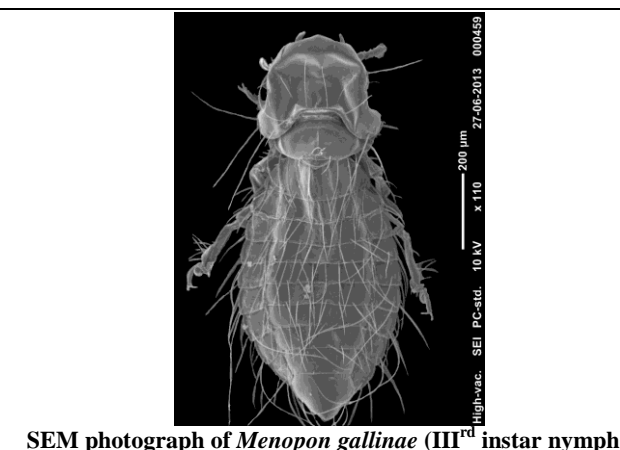 High-vac. SEI PC-std. 10 kV x 110 200 µm 27-06-2013 000459
SEM photograph of Menopon gallinae (IIIrd instar nymph